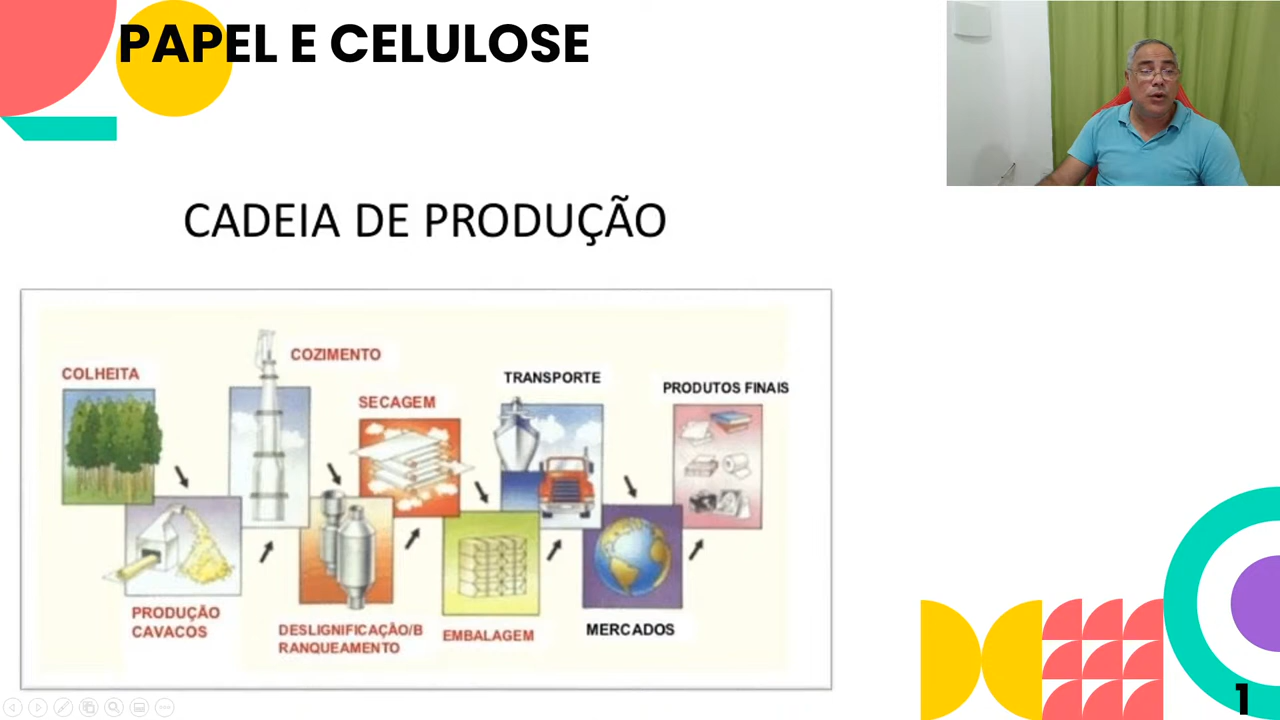 PAPEL E CELULOSE
CADEIA DE PRODUÇÃO
COLHEITA
COZIMENTO
SECAGEM
TRANSPORTE
PRODUTOS FINAIS
PRODUÇÃO
CAVACOS
DESLIGNIFICAÇÃO/B
RANQUEAMENTO
EMBALAGEM
MERCADOS
1